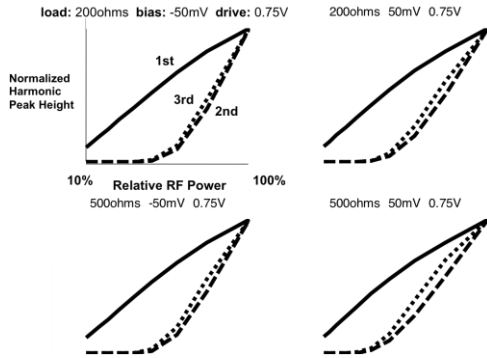 load: 200ohms bias: -50mV drive: 0.75V
200ohms 50mV 0.75V
1st
Normalized
Harmonic
Peak Height
3rd
2nd
10%
Relative RF Power
100%
500ohms -50mV 0.75V
500ohms 50mV 0.75V